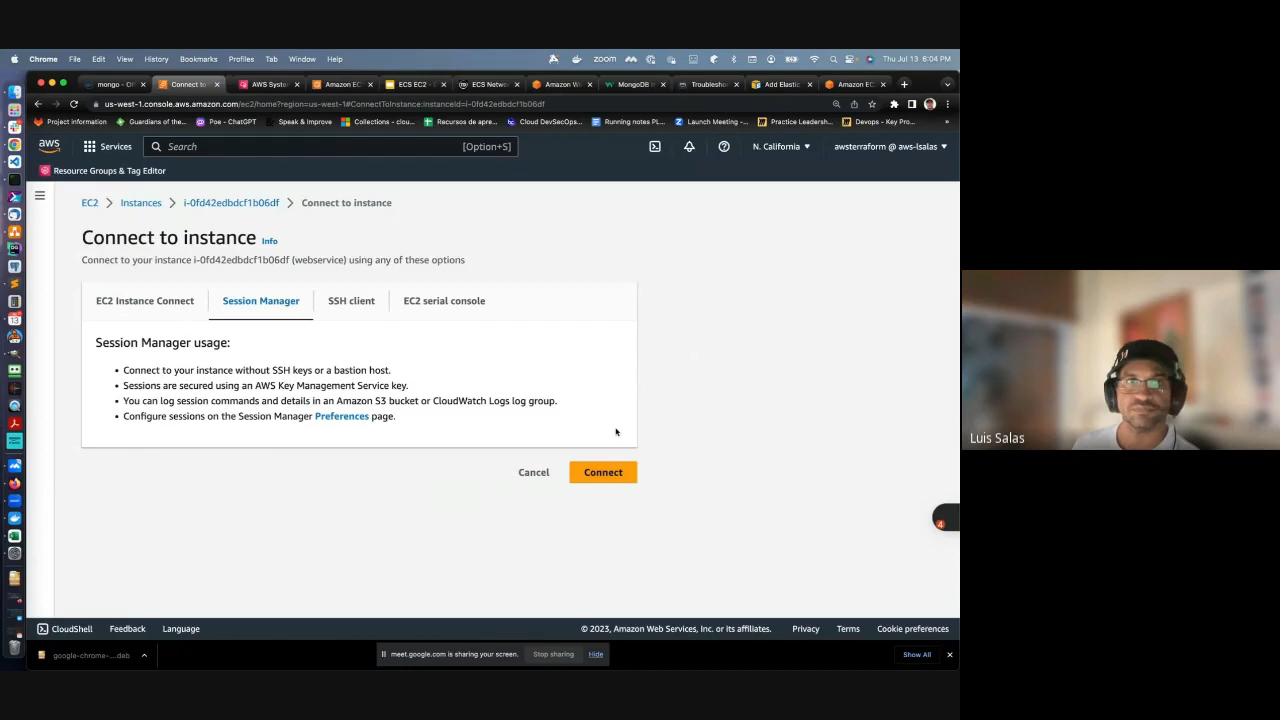 Chrome File Edit View History Bookmarks Profiles Tab Window Help
zoom
Thu Jul 13 6:04 PM
mongo – O
Connect to
AWS Syste
Amazon EC
ECS EC2 -
ECS Netwo
Amazon W
MongoDB i
Troublesho
Add Elastic
Amazon EC
us-west-1.console.aws.amazon.com/ec2/home?region=us-west-1#ConnectToInstance:instanceId=i-0fd42edbdcf1b06df
Project information
Guardians of the...
Poe - ChatGPT
Speak & Improve
Collections - clou...
Recursos de apre...
Cloud DevSecOps...
Running notes_PM...
Launch Meeting -...
Practice Leadersh...
Devops - Key Pro...
»
aws
Services
Search
[Option+S]
N. California
awsterraform @ aws-lsalas
Resource Groups & Tag Editor
EC2 > Instances > i-0fd42edbdcf1b06df > Connect to instance
Connect to instance Info
Connect to your instance i-0fd42edbdcf1b06df (webservice) using any of these options
EC2 Instance Connect
Session Manager
SSH client
EC2 serial console
Session Manager usage:
• Connect to your instance without SSH keys or a bastion host.
• Sessions are secured using an AWS Key Management Service key.
• You can log session commands and details in an Amazon S3 bucket or CloudWatch Logs log group.
• Configure sessions on the Session Manager Preferences page.
Cancel
Connect
Luis Salas
4
CloudShell
Feedback
Language
© 2023, Amazon Web Services, Inc. or its affiliates.
Privacy
Terms
Cookie preferences
google-chrome-....deb
meet.google.com is sharing your screen.
Stop sharing
Hide
Show All